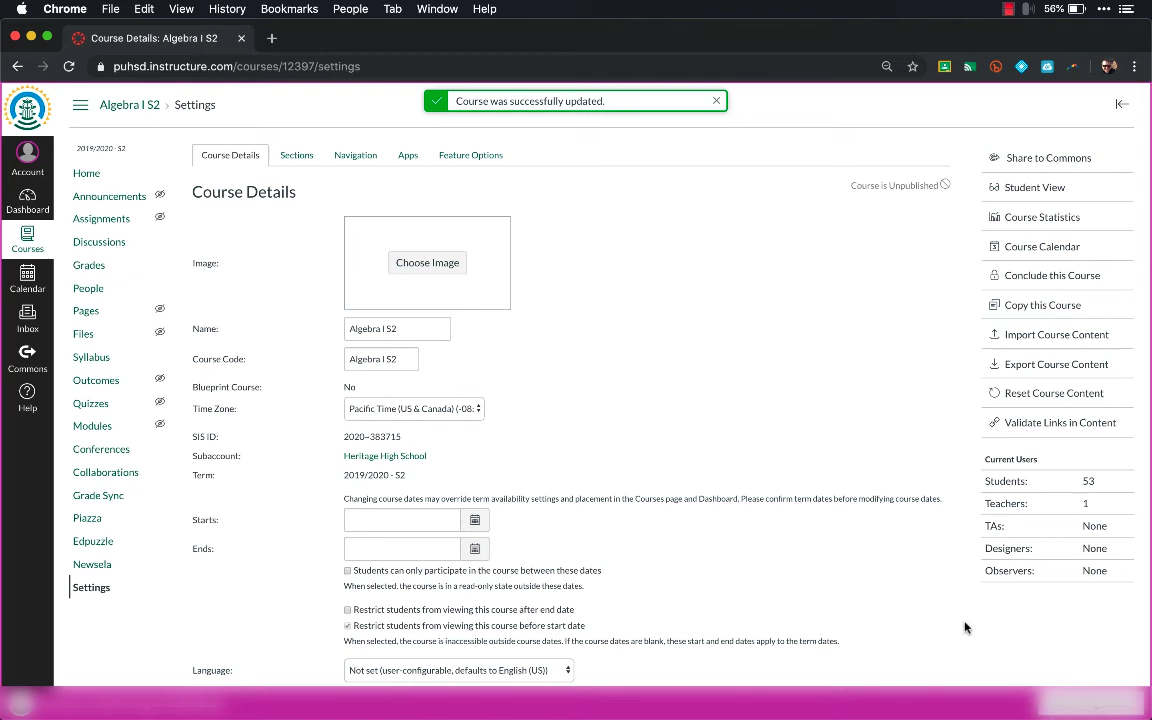 Chrome File Edit View History Bookmarks People Tab Window Help 56%
Course Details: Algebra I S2
puhsd.instructure.com/courses/12397/settings
Algebra I S2 › Settings
Course was successfully updated.
Account
Dashboard
Courses
Calendar
Inbox
Commons
Help
2019/2020 - S2
Home
Announcements
Assignments
Discussions
Grades
People
Pages
Files
Syllabus
Outcomes
Quizzes
Modules
Conferences
Collaborations
Grade Sync
Piazza
Edpuzzle
Newsela
Settings
Course Details Sections Navigation Apps Feature Options
Course Details
Course is Unpublished
Image:
Choose Image
Name: Algebra I S2
Course Code: Algebra I S2
Blueprint Course: No
Time Zone: Pacific Time (US & Canada) (-08:
SIS ID: 2020~383715
Subaccount: Heritage High School
Term: 2019/2020 - S2
Changing course dates may override term availability settings and placement in the Courses page and Dashboard. Please confirm term dates before modifying course dates.
Starts:
Ends:
Students can only participate in the course between these dates
When selected, the course is in a read-only state outside these dates.
Restrict students from viewing this course after end date
Restrict students from viewing this course before start date
When selected, the course is inaccessible outside course dates. If the course dates are blank, these start and end dates apply to the term dates.
Language: Not set (user-configurable, defaults to English (US))
Share to Commons
Student View
Course Statistics
Course Calendar
Conclude this Course
Copy this Course
Import Course Content
Export Course Content
Reset Course Content
Validate Links in Content
Current Users
Students: 53
Teachers: 1
TAs: None
Designers: None
Observers: None